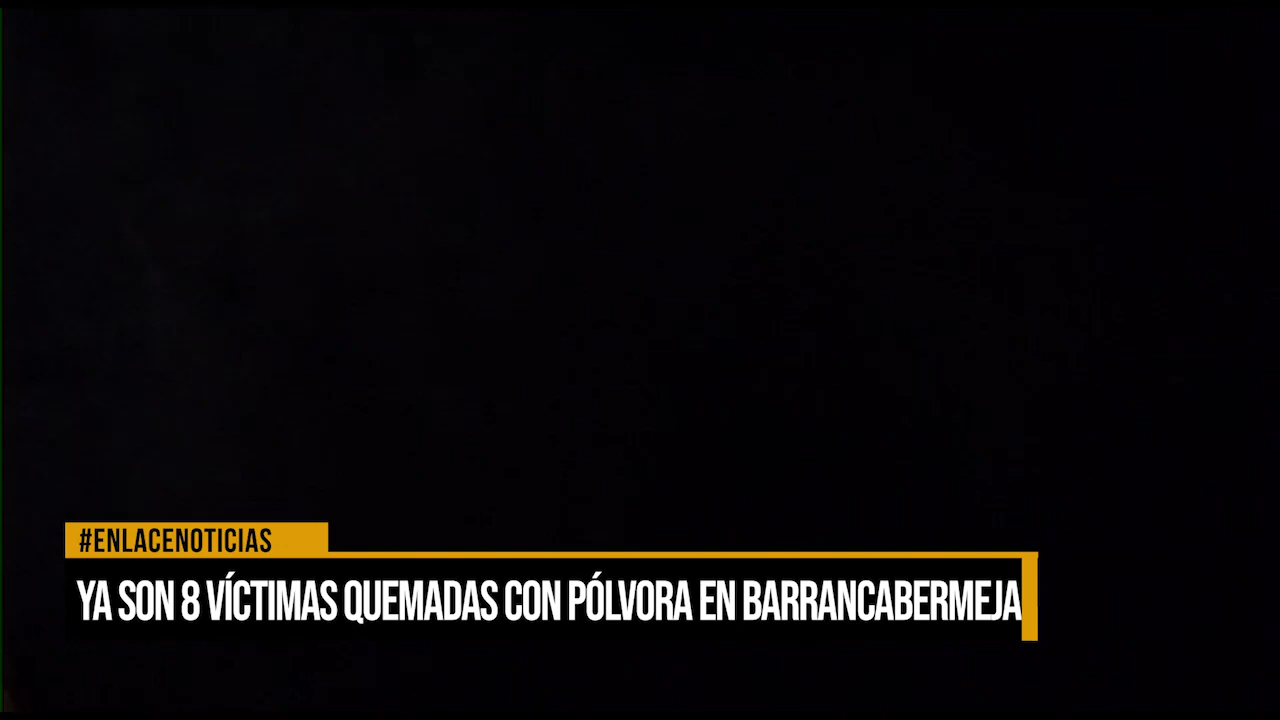 #ENLACENOTICIAS
YA SON 8 VÍCTIMAS QUEMADAS CON PÓLVORA EN BARRANCABERMEJA